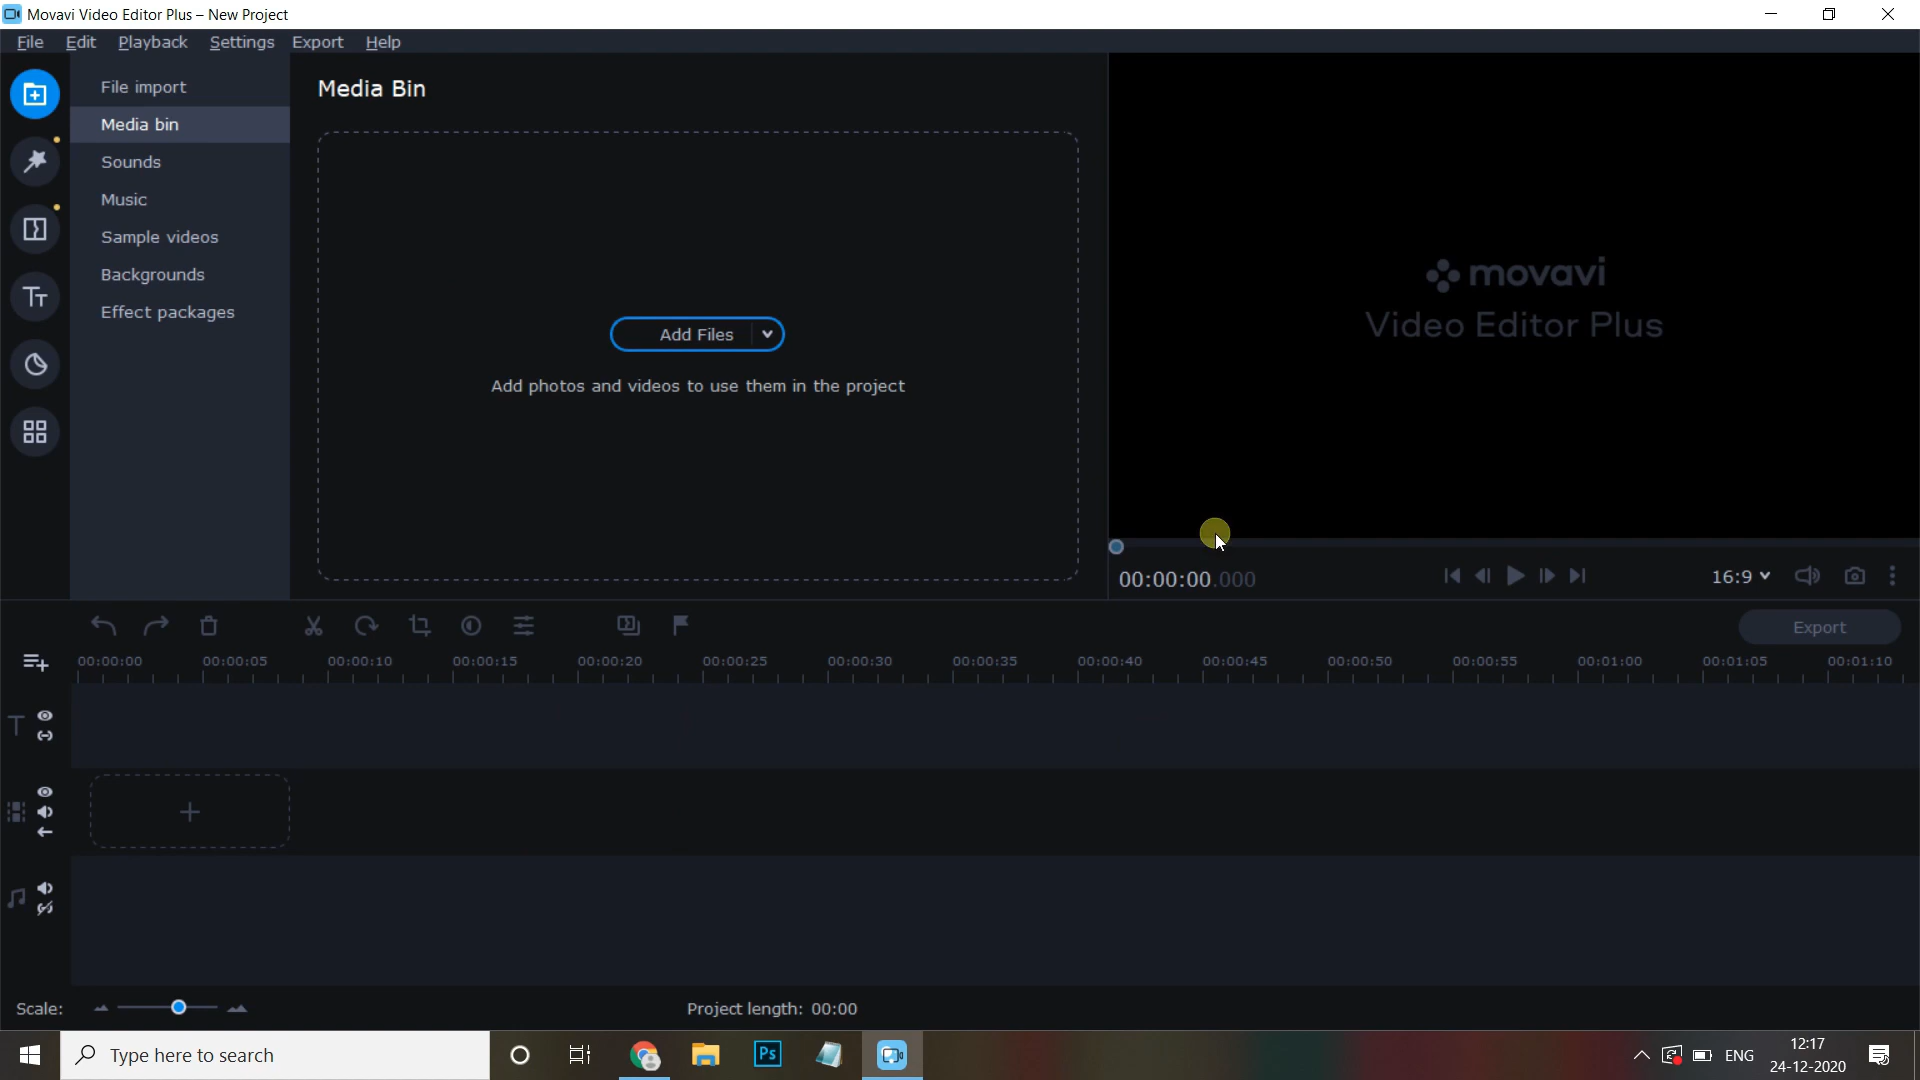 Movavi Video Editor Plus – New Project
File Edit Playback Settings Export Help
File import
Media bin
Sounds
Music
Sample videos
Backgrounds
Effect packages
Media Bin
Add Files
Add photos and videos to use them in the project
movavi
Video Editor Plus
00:00:00.000
16:9
Export
00:00:00 00:00:05 00:00:10 00:00:15 00:00:20 00:00:25 00:00:30 00:00:35 00:00:40 00:00:45 00:00:50 00:00:55 00:01:00 00:01:05 00:01:10
Scale:
Project length: 00:00
Type here to search
Ps
ENG
12:17
24-12-2020